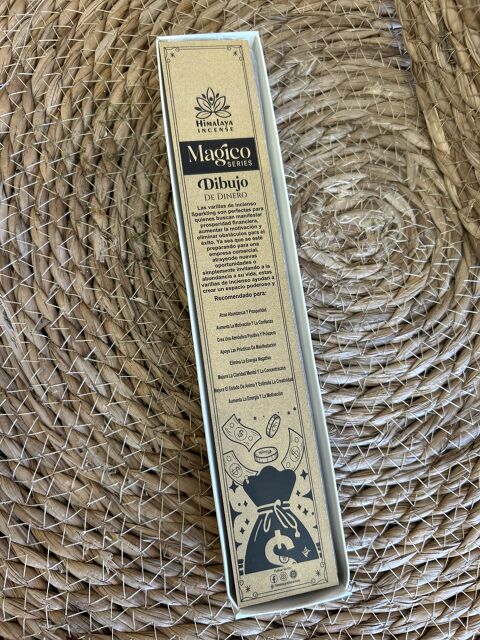 Himalaya
INCENSE
Magico
SERIES
Dibujo
DE DINERO
Las varillas de incienso
Sparkling son perfectas para
quienes buscan manifestar
prosperidad financiera,
aumentar la motivación y
eliminar obstáculos para el
éxito. Ya sea que se esté
preparando para una
empresa comercial,
atrayendo nuevas
oportunidades o
simplemente invitando a la
abundancia a su vida, estas
varillas de incienso ayudan a
crear un espacio poderoso y
Recomendado para:
Atrae Abundancia Y Prosperidad
Aumenta La Motivación Y La Confianza
Crea Una Atmósfera Positiva Y Próspera
Apoya Las Prácticas De Manifestación
Elimina La Energía Negativa
Mejora La Claridad Mental Y La Concentración
Mejora El Estado De Ánimo Y Estimula La Creatividad
Aumenta La Energía Y La Motivación